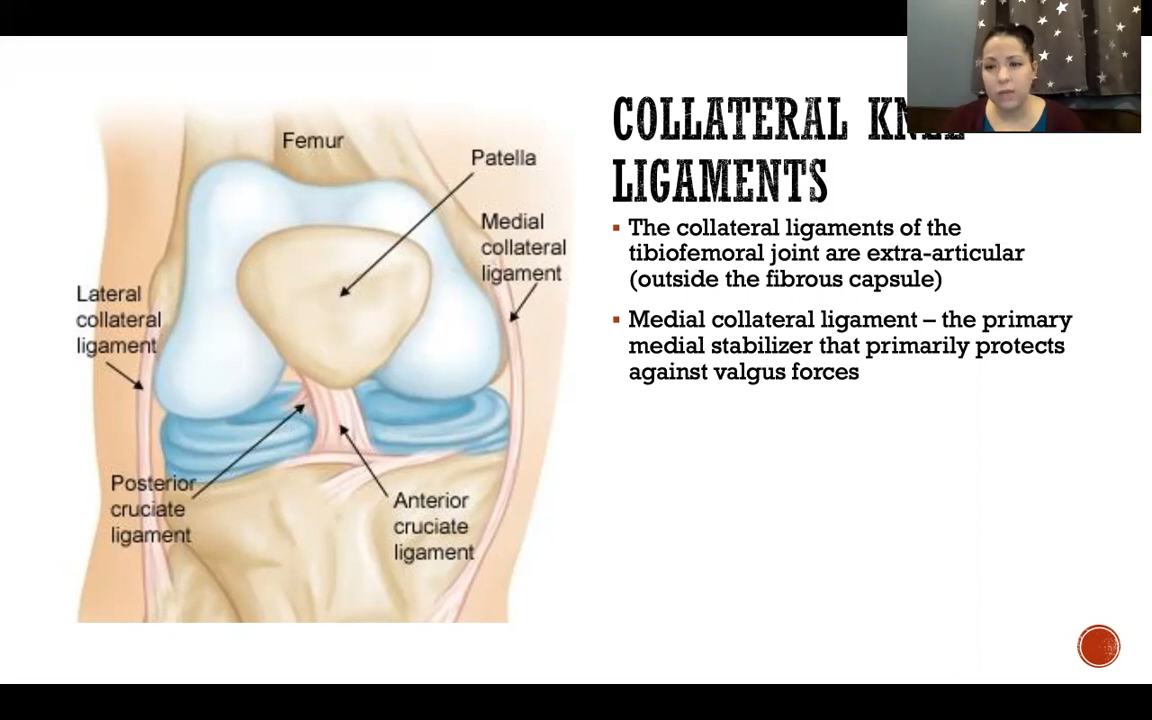 COLLATERAL
LIGAMENTS
The collateral ligaments of the
tibiofemoral joint are extra-articular
(outside the fibrous capsule)
Medial collateral ligament – the primary
medial stabilizer that primarily protects
against valgus forces
Femur
Patella
Medial
collateral
ligament
Lateral
collateral
ligament
Posterior
cruciate
ligament
Anterior
cruciate
ligament